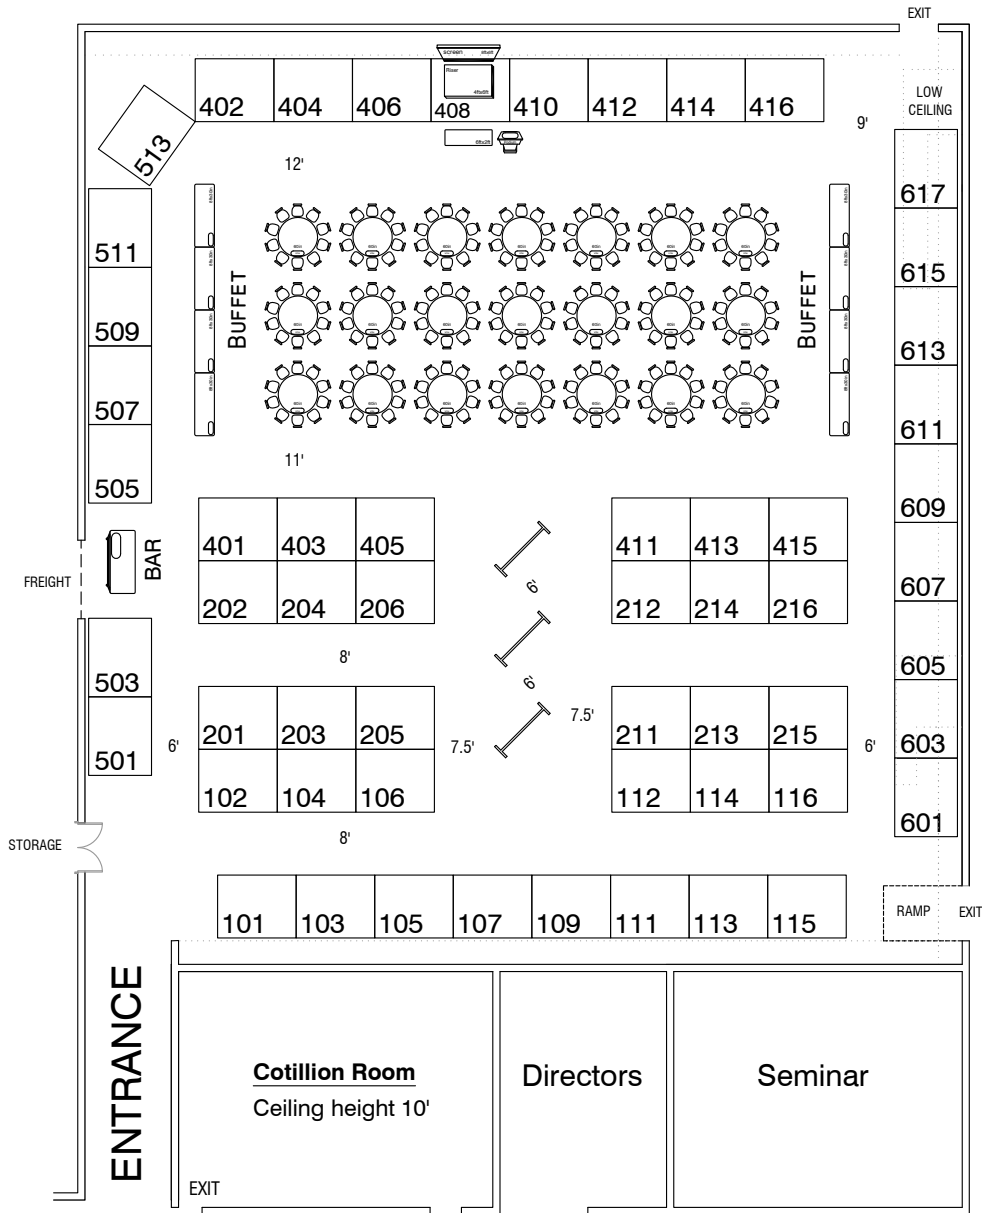 EXIT
screen
Riser
4ftx6ft
402 404 406 408 410 412 414 416
LOW
CEILING
9'
513
6ftx2ft
12'
617
511
615
BUFFET
BUFFET
509
613
507
611
11'
505
609
401 403 405
411 413 415
BAR
FREIGHT
6'
607
202 204 206
212 214 216
8'
605
503
6'
7.5'
201 203 205
211 213 215
6'
7.5'
6'
603
501
102 104 106
112 114 116
601
STORAGE
8'
101 103 105 107 109 111 113 115
RAMP
EXIT
ENTRANCE
Cotillion Room
Ceiling height 10'
Directors
Seminar
EXIT